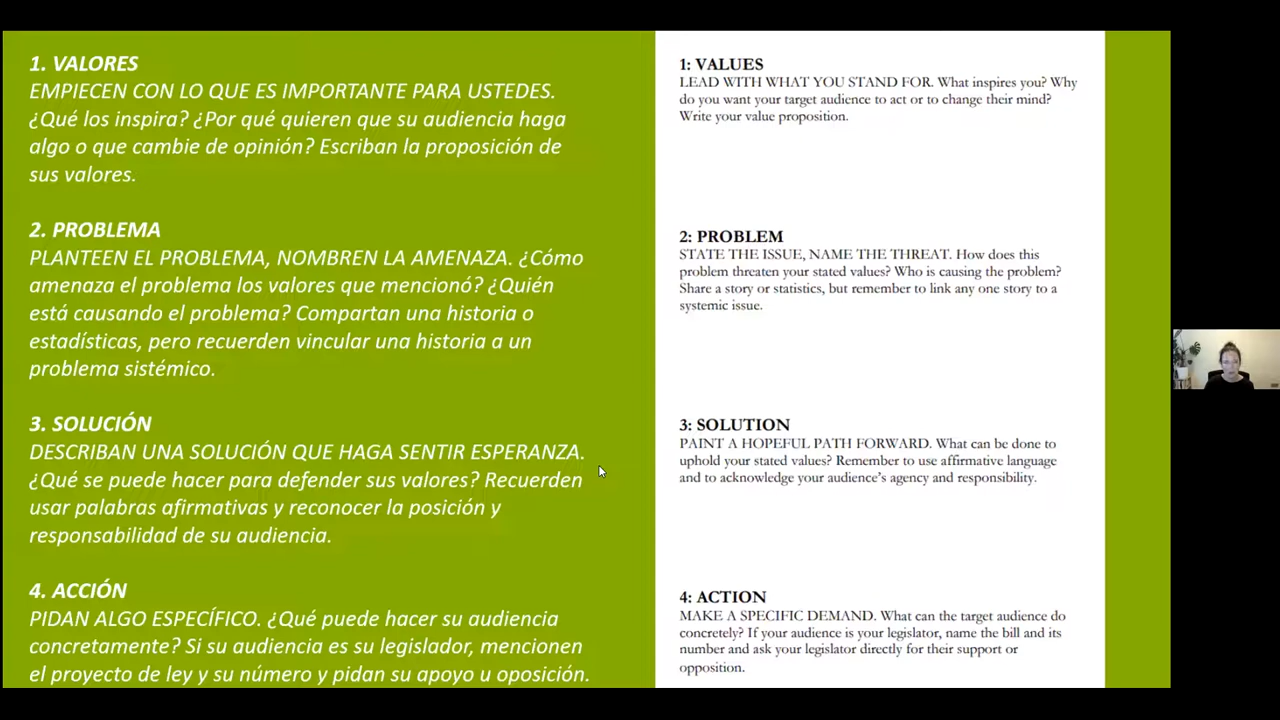 1. VALORES
EMPIECEN CON LO QUE ES IMPORTANTE PARA USTEDES.
¿Qué los inspira? ¿Por qué quieren que su audiencia haga
algo o que cambie de opinión? Escriban la proposición de
sus valores.
2. PROBLEMA
PLANTEEN EL PROBLEMA, NOMBREN LA AMENAZA. ¿Cómo
amenaza el problema los valores que mencionó? ¿Quién
está causando el problema? Compartan una historia o
estadísticas, pero recuerden vincular una historia a un
problema sistémico.
3. SOLUCIÓN
DESCRIBAN UNA SOLUCIÓN QUE HAGA SENTIR ESPERANZA.
¿Qué se puede hacer para defender sus valores? Recuerden
usar palabras afirmativas y reconocer la posición y
responsabilidad de su audiencia.
4. ACCIÓN
PIDAN ALGO ESPECÍFICO. ¿Qué puede hacer su audiencia
concretamente? Si su audiencia es su legislador, mencionen
el proyecto de ley y su número y pidan su apoyo u oposición.
1: VALUES
LEAD WITH WHAT YOU STAND FOR. What inspires you? Why
do you want your target audience to act or to change their mind?
Write your value proposition.
2: PROBLEM
STATE THE ISSUE, NAME THE THREAT. How does this
problem threaten your stated values? Who is causing the problem?
Share a story or statistics, but remember to link any one story to a
systemic issue.
3: SOLUTION
PAINT A HOPEFUL PATH FORWARD. What can be done to
uphold your stated values? Remember to use affirmative language
and to acknowledge your audience's agency and responsibility.
4: ACTION
MAKE A SPECIFIC DEMAND. What can the target audience do
concretely? If your audience is your legislator, name the bill and its
number and ask your legislator directly for their support or
opposition.